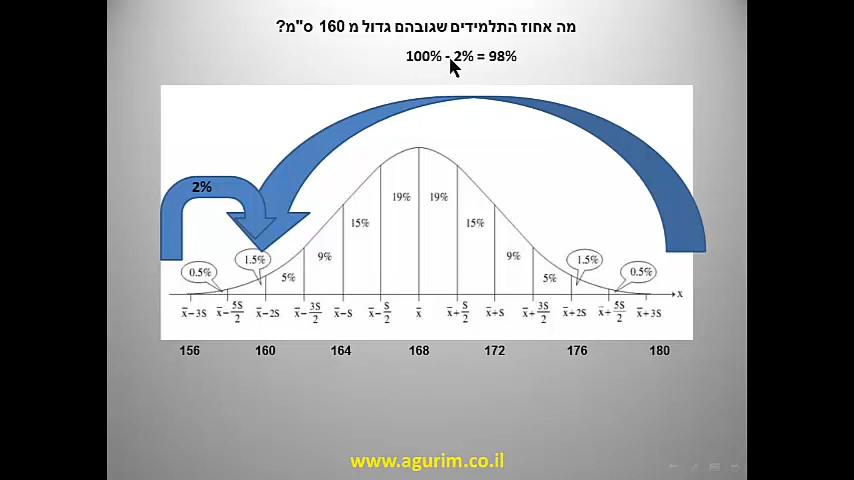 מה אחוז התלמידים שגובהם גדול מ 160 ס"מ?
100% - 2% = 98%
2%
19% 19%
15% 15%
9% 9%
0.5% 1.5% 5% 5% 1.5% 0.5%
x
x̄−3S x̄−5S/2 x̄−2S x̄−3S/2 x̄−S x̄−S/2 x̄ x̄+S/2 x̄+S x̄+3S/2 x̄+2S x̄+5S/2 x̄+3S
156 160 164 168 172 176 180
www.agurim.co.il